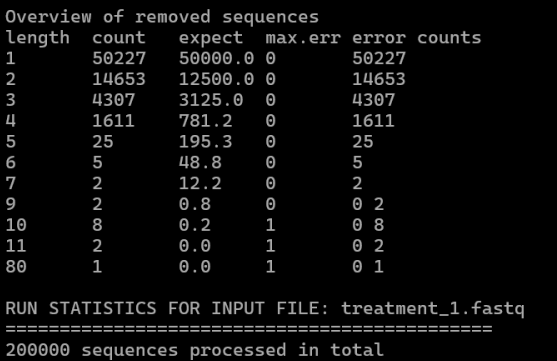 Overview of removed sequences
length count expect max.err error counts
1 50227 50000.0 0 50227
2 14653 12500.0 0 14653
3 4307 3125.0 0 4307
4 1611 781.2 0 1611
5 25 195.3 0 25
6 5 48.8 0 5
7 2 12.2 0 2
9 2 0.8 0 0 2
10 8 0.2 1 0 8
11 2 0.0 1 0 2
80 1 0.0 1 0 1
RUN STATISTICS FOR INPUT FILE: treatment_1.fastq
=============================================
200000 sequences processed in total